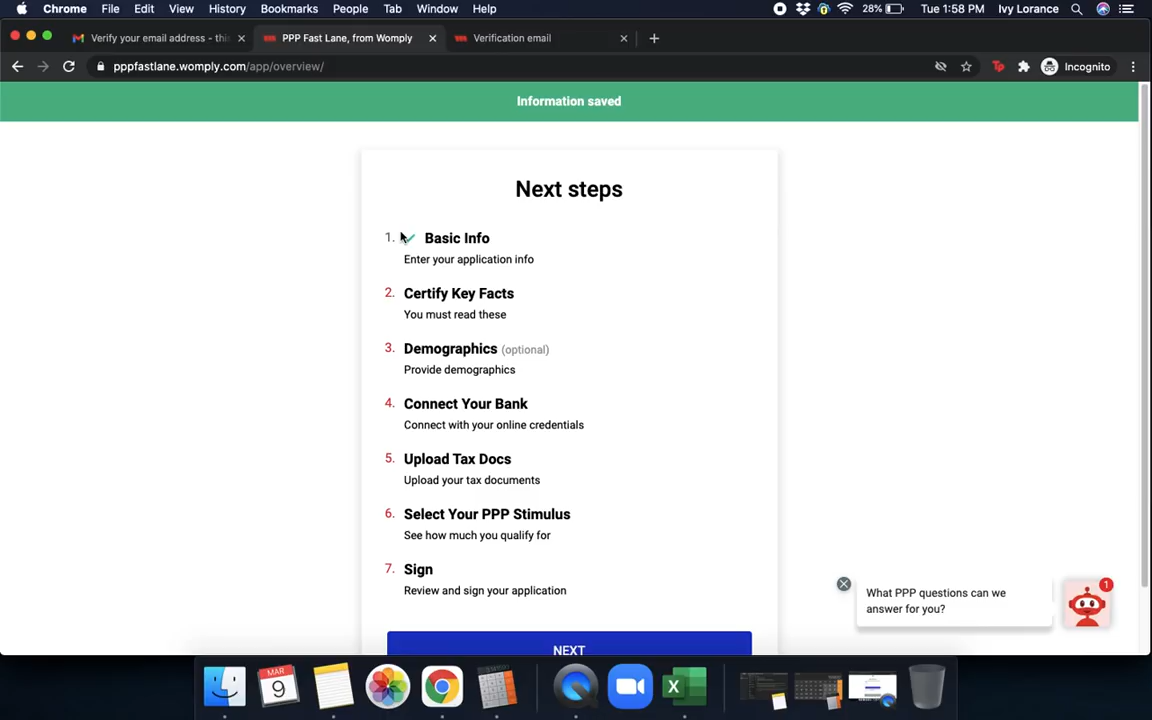 Chrome File Edit View History Bookmarks People Tab Window Help 28% Tue 1:58 PM Ivy Lorance
Verify your email address - this
PPP Fast Lane, from Womply
Verification email
pppfastlane.womply.com/app/overview/
Tp
Incognito
Information saved
Next steps
1. Basic Info
Enter your application info
2. Certify Key Facts
You must read these
3. Demographics (optional)
Provide demographics
4. Connect Your Bank
Connect with your online credentials
5. Upload Tax Docs
Upload your tax documents
6. Select Your PPP Stimulus
See how much you qualify for
7. Sign
Review and sign your application
What PPP questions can we
answer for you?
1
NEXT
MAR
9
X